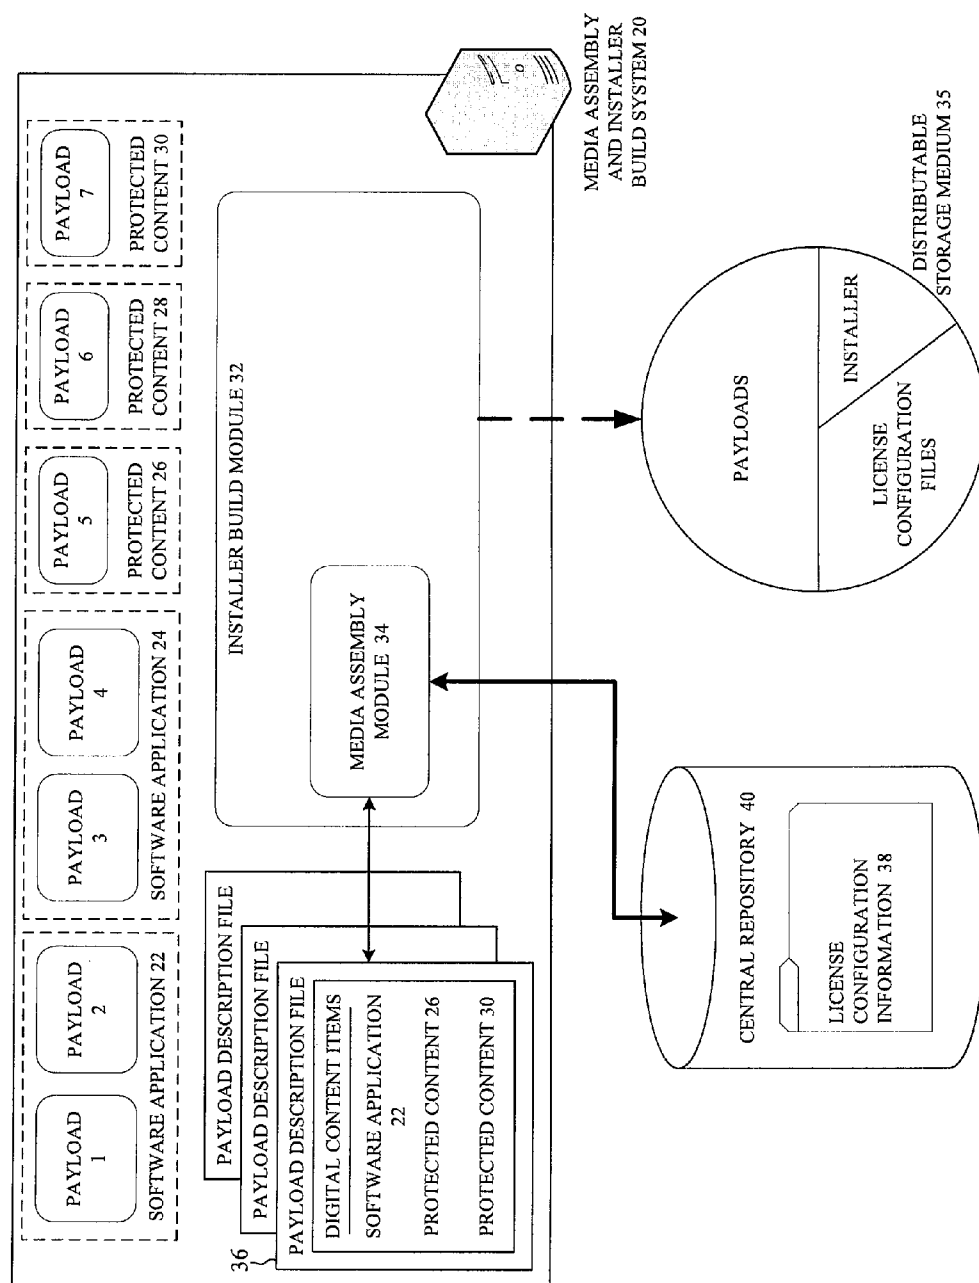 PAYLOAD
1
PAYLOAD
2
SOFTWARE APPLICATION 22
PAYLOAD
3
PAYLOAD
4
SOFTWARE APPLICATION 24
PAYLOAD
5
PROTECTED
CONTENT 26
PAYLOAD
6
PROTECTED
CONTENT 28
PAYLOAD
7
PROTECTED
CONTENT 30
PAYLOAD DESCRIPTION FILE
PAYLOAD DESCRIPTION FILE
PAYLOAD DESCRIPTION FILE
36
DIGITAL CONTENT ITEMS
SOFTWARE APPLICATION
22
PROTECTED CONTENT 26
PROTECTED CONTENT 30
INSTALLER BUILD MODULE 32
MEDIA ASSEMBLY
MODULE 34
MEDIA ASSEMBLY
AND INSTALLER
BUILD SYSTEM 20
CENTRAL REPOSITORY 40
LICENSE
CONFIGURATION
INFORMATION 38
PAYLOADS
INSTALLER
LICENSE
CONFIGURATION
FILES
DISTRIBUTABLE
STORAGE MEDIUM 35